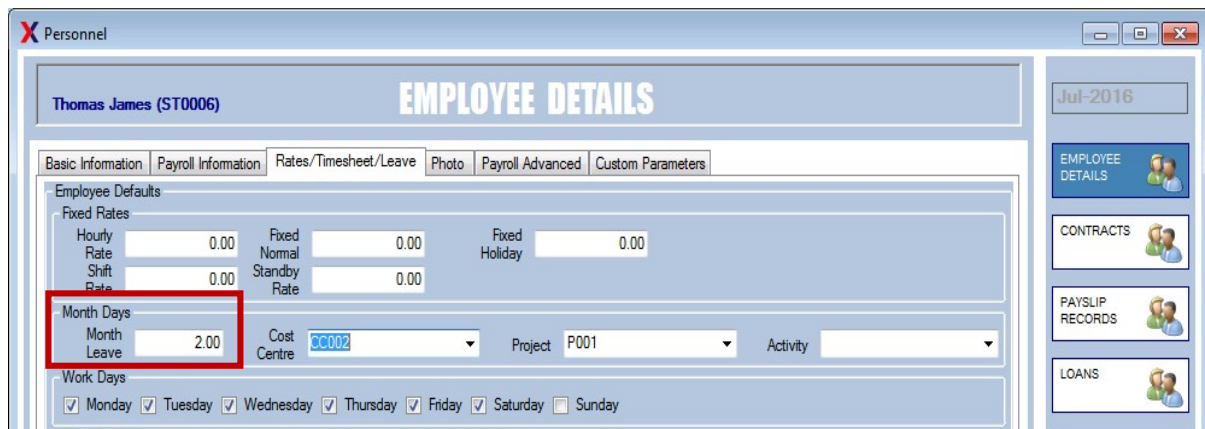 Personnel
Thomas James (ST0006)
EMPLOYEE DETAILS
Jul-2016
Basic Information
Payroll Information
Rates/Timesheet/Leave
Photo
Payroll Advanced
Custom Parameters
Employee Defaults
Fixed Rates
Hourly Rate 0.00
Fixed Normal 0.00
Fixed Holiday 0.00
Shift Rate 0.00
Standby Rate 0.00
Month Days
Month Leave 2.00
Cost Centre CC002
Project P001
Activity
Work Days
Monday Tuesday Wednesday Thursday Friday Saturday Sunday
EMPLOYEE
DETAILS
CONTRACTS
PAYSLIP
RECORDS
LOANS